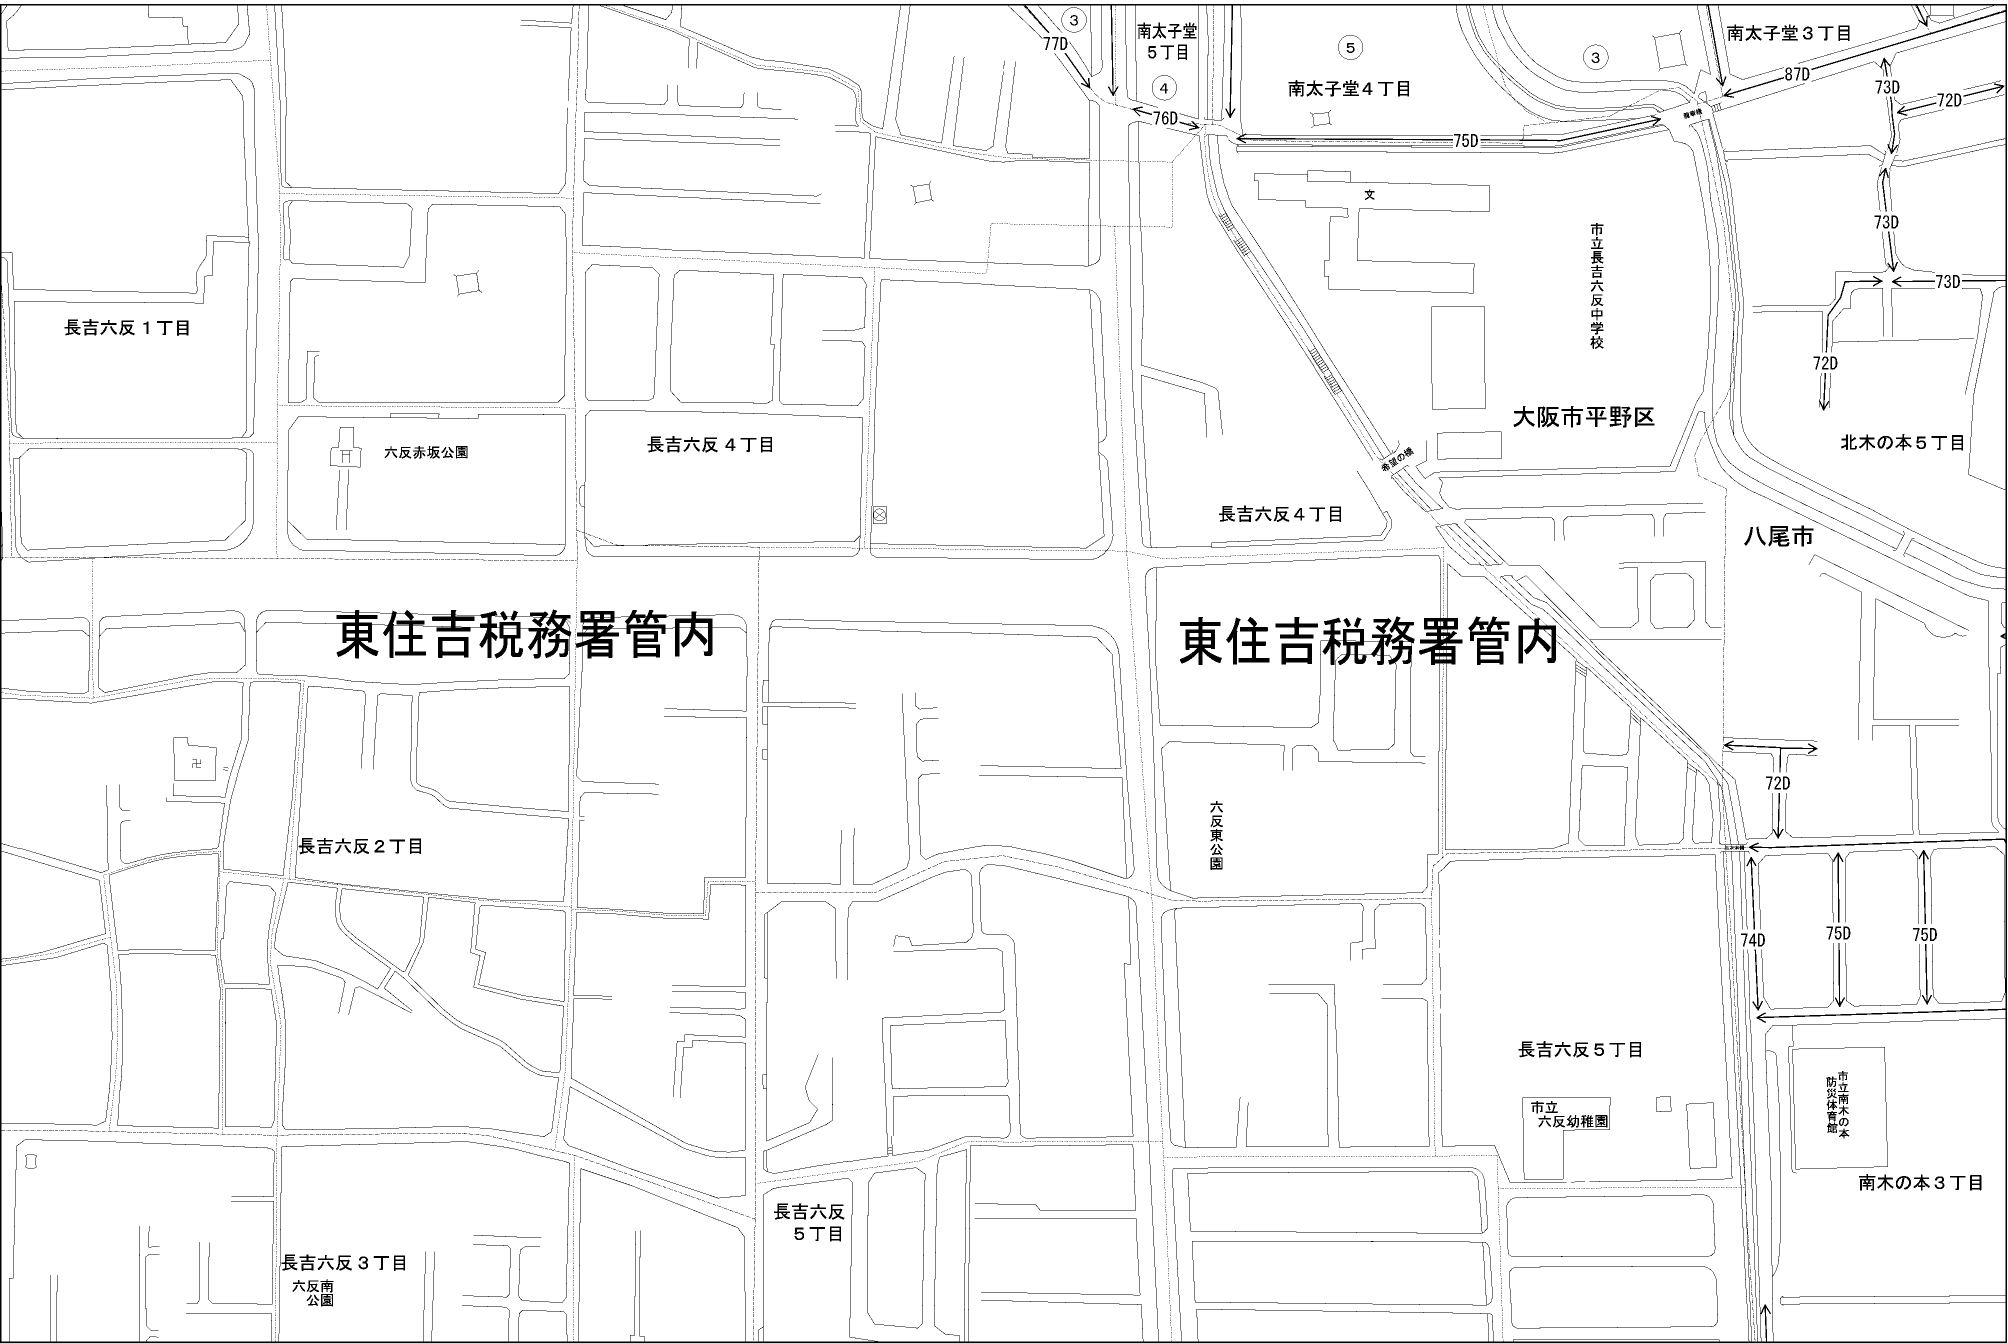 ③
77D
南太子堂
5丁目
④
76D
⑤
南太子堂4丁目
75D
③
南太子堂3丁目
87D
73D
72D
文
市立長吉六反中学校
73D
73D
72D
長吉六反1丁目
六反赤坂公園
長吉六反4丁目
大阪市平野区
北木の本5丁目
希望の橋
長吉六反4丁目
八尾市
東住吉税務署管内
東住吉税務署管内
卍
72D
長吉六反2丁目
六反東公園
74D
75D
75D
長吉六反5丁目
市立
六反幼稚園
市立南木の本
防災体育館
南木の本3丁目
長吉六反
5丁目
長吉六反3丁目
六反南
公園